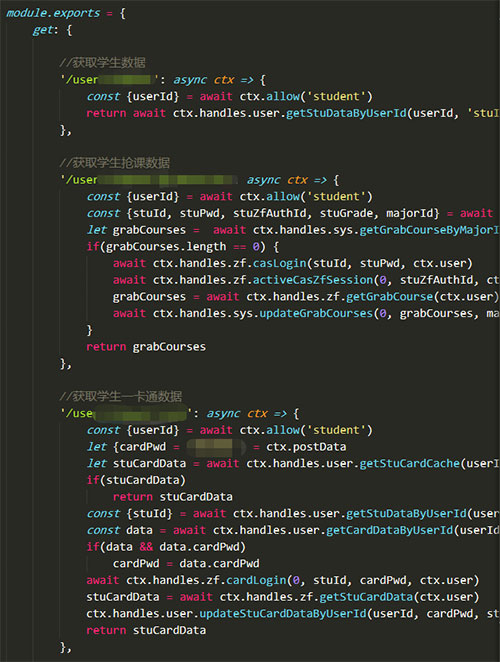 module.exports = {
get: {
//获取学生数据
'/user ': async ctx => {
const {userId} = await ctx.allow('student')
return await ctx.handles.user.getStuDataByUserId(userId, 'stuI
},
//获取学生抢课数据
'/user async ctx => {
const {userId} = await ctx.allow('student')
const {stuId, stuPwd, stuZfAuthId, stuGrade, majorId} = await
let grabCourses =  await ctx.handles.sys.getGrabCourseByMajorI
if(grabCourses.length == 0) {
await ctx.handles.zf.casLogin(stuId, stuPwd, ctx.user)
await ctx.handles.zf.activeCasZfSession(0, stuZfAuthId, ct
grabCourses = await ctx.handles.zf.getGrabCourse(ctx.user)
await ctx.handles.sys.updateGrabCourses(0, grabCourses, ma
}
return grabCourses
},
//获取学生一卡通数据
'/use ': async ctx => {
const {userId} = await ctx.allow('student')
let {cardPwd = } = ctx.postData
let stuCardData = await ctx.handles.user.getStuCardCache(userI
if(stuCardData)
return stuCardData
const {stuId} = await ctx.handles.user.getStuDataByUserId(user
const data = await ctx.handles.user.getCardDataByUserId(userId
if(data && data.cardPwd)
cardPwd = data.cardPwd
await ctx.handles.zf.cardLogin(0, stuId, cardPwd, ctx.user)
stuCardData = await ctx.handles.zf.getStuCardData(ctx.user)
ctx.handles.user.updateStuCardDataByUserId(userId, cardPwd, st
return stuCardData
},